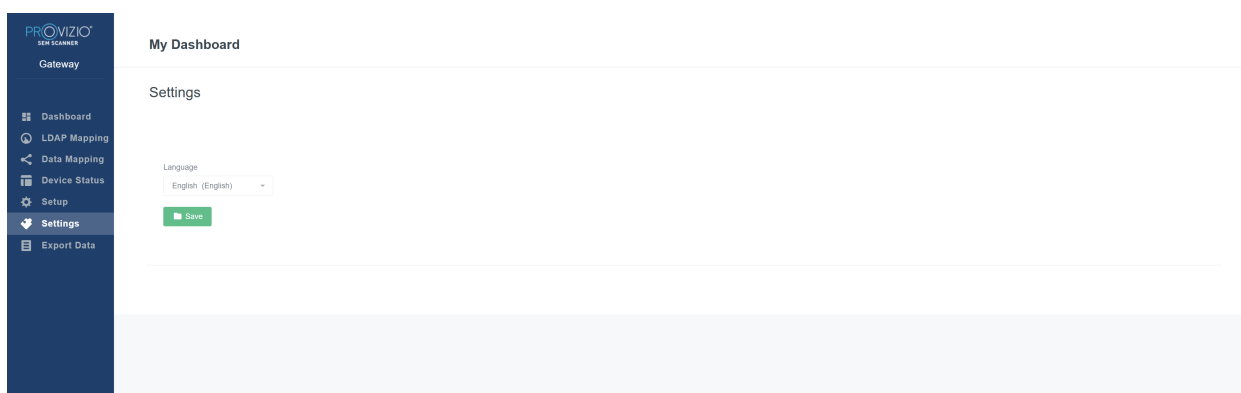 PROVIZIO®
SEM SCANNER
Gateway
Dashboard
LDAP Mapping
Data Mapping
Device Status
Setup
Settings
Export Data
My Dashboard
Settings
Language
English (English)
Save